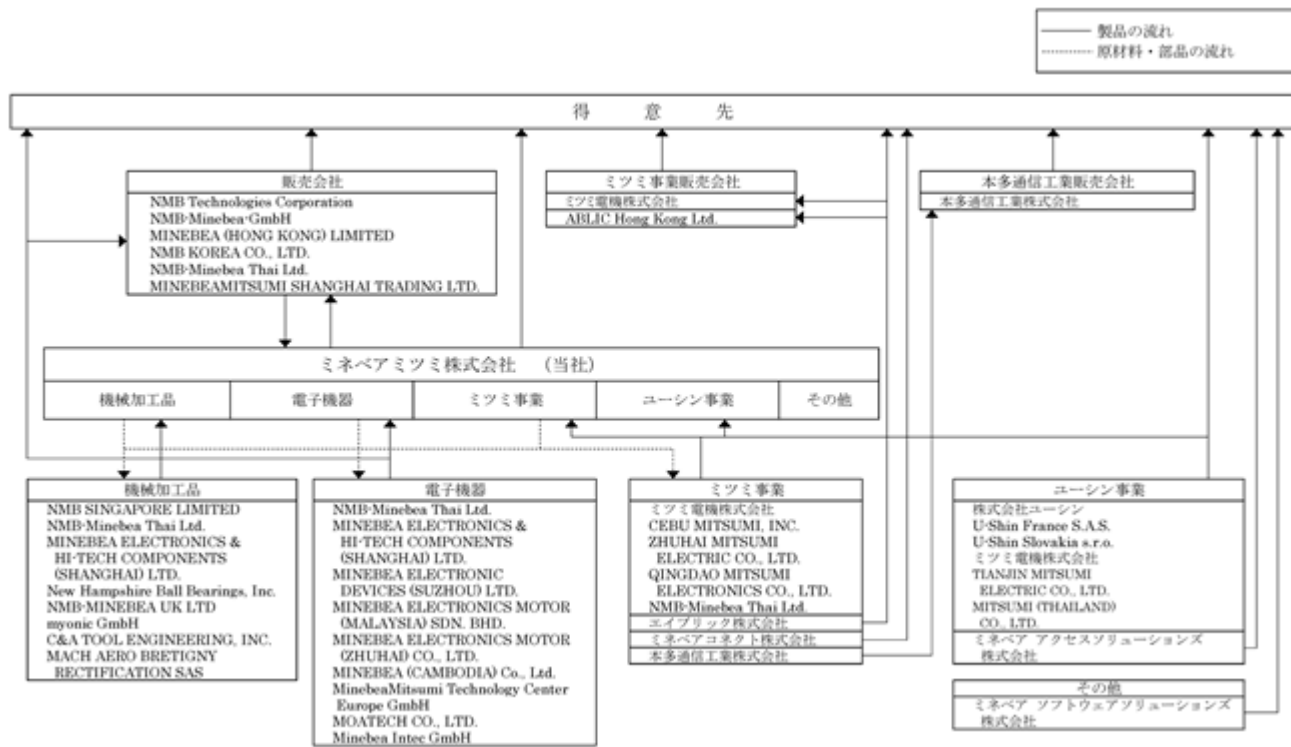 製品の流れ
原材料・部品の流れ
得 意 先
販売会社
NMB Technologies Corporation
NMB-Minebea-GmbH
MINEBEA (HONG KONG) LIMITED
NMB KOREA CO., LTD.
NMB-Minebea Thai Ltd.
MINEBEAMITSUMI SHANGHAI TRADING LTD.
ミツミ事業販売会社
ミツミ電機株式会社
ABLIC Hong Kong Ltd.
本多通信工業販売会社
本多通信工業株式会社
ミネベアミツミ株式会社 (当社)
機械加工品
電子機器
ミツミ事業
ユーシン事業
その他
機械加工品
NMB SINGAPORE LIMITED
NMB-Minebea Thai Ltd.
MINEBEA ELECTRONICS &
HI-TECH COMPONENTS
(SHANGHAI) LTD.
New Hampshire Ball Bearings, Inc.
NMB-MINEBEA UK LTD
myonic GmbH
C&A TOOL ENGINEERING, INC.
MACH AERO BRETIGNY
RECTIFICATION SAS
電子機器
NMB-Minebea Thai Ltd.
MINEBEA ELECTRONICS &
HI-TECH COMPONENTS
(SHANGHAI) LTD.
MINEBEA ELECTRONIC
DEVICES (SUZHOU) LTD.
MINEBEA ELECTRONICS MOTOR
(MALAYSIA) SDN. BHD.
MINEBEA ELECTRONICS MOTOR
(ZHUHAI) CO., LTD.
MINEBEA (CAMBODIA) Co., Ltd.
MinebeaMitsumi Technology Center
Europe GmbH
MOATECH CO., LTD.
Minebea Intec GmbH
ミツミ事業
ミツミ電機株式会社
CEBU MITSUMI, INC.
ZHUHAI MITSUMI
ELECTRIC CO., LTD.
QINGDAO MITSUMI
ELECTRONICS CO., LTD.
NMB-Minebea Thai Ltd.
エイブリック株式会社
ミネベアコネクト株式会社
本多通信工業株式会社
ユーシン事業
株式会社ユーシン
U-Shin France S.A.S.
U-Shin Slovakia s.r.o.
ミツミ電機株式会社
TIANJIN MITSUMI
ELECTRIC CO., LTD.
MITSUMI (THAILAND)
CO., LTD.
ミネベア アクセスソリューションズ
株式会社
その他
ミネベア ソフトウェアソリューションズ
株式会社